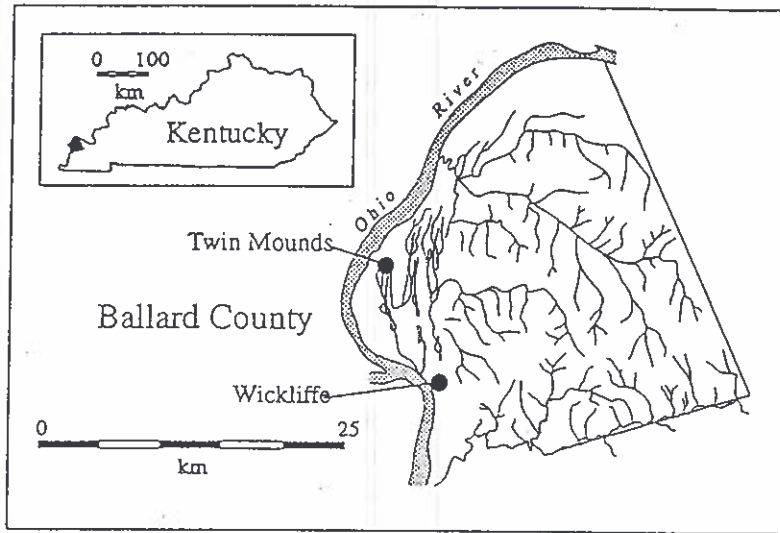 0 100
km
Kentucky
Ohio River
Twin Mounds
Ballard County
Wickliffe
0 25
km